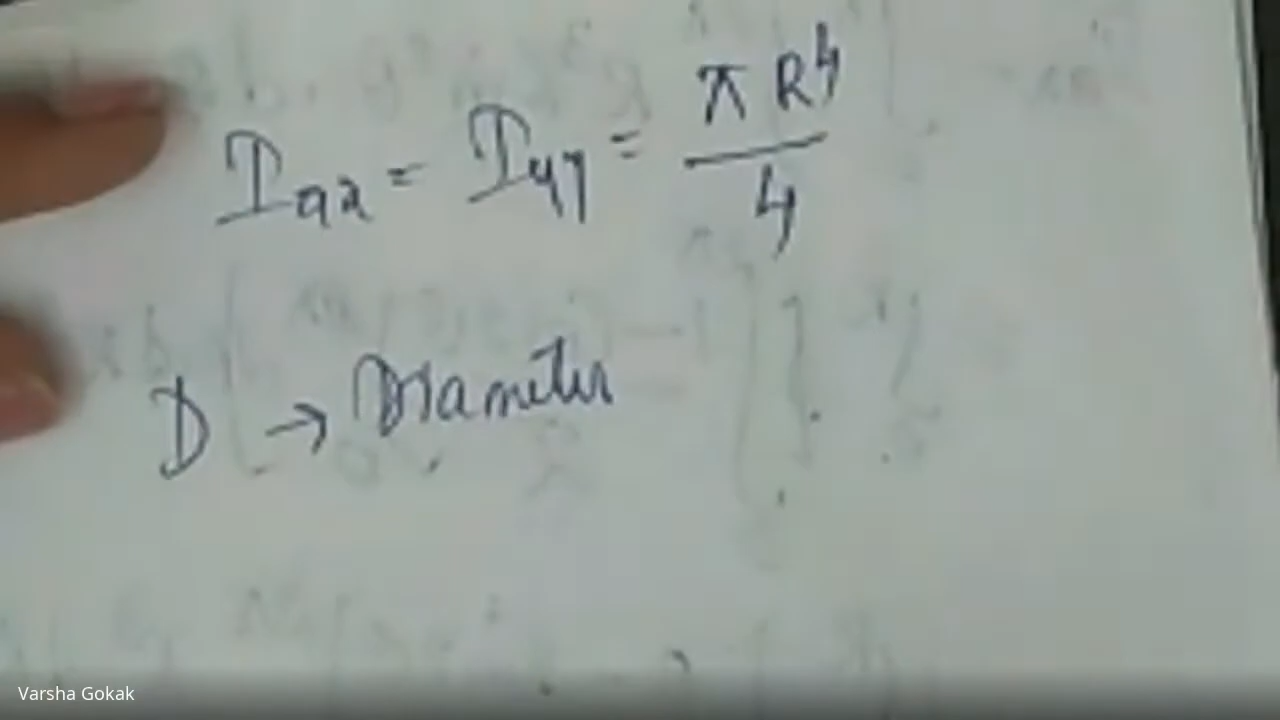 Ixx = Iyy = πR⁴/4
D → Diameter
Varsha Gokak